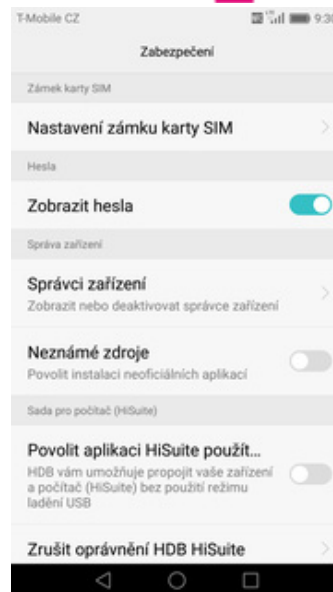 T-Mobile CZ 9:30
Zabezpečení
Zámek karty SIM
Nastavení zámku karty SIM
Hesla
Zobrazit hesla
Správa zařízení
Správci zařízení
Zobrazit nebo deaktivovat správce zařízení
Neznámé zdroje
Povolit instalaci neoficiálních aplikací
Sada pro počítač (HiSuite)
Povolit aplikaci HiSuite použít...
HDB vám umožňuje propojit vaše zařízení
a počítač (HiSuite) bez použití režimu
ladění USB
Zrušit oprávnění HDB HiSuite